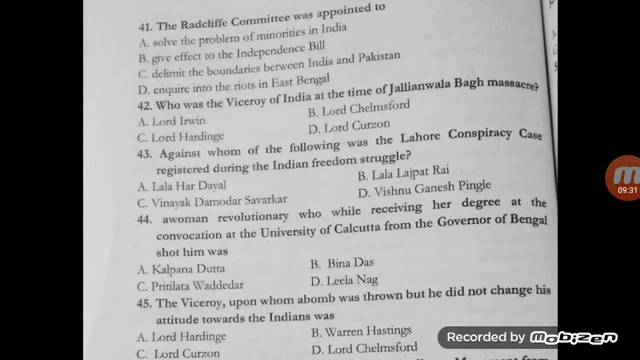 41. The Radcliffe Committee was appointed to
A. solve the problem of minorities in India
B. give effect to the Independence Bill
C. delimit the boundaries between India and Pakistan
D. enquire into the riots in East Bengal
42. Who was the Viceroy of India at the time of Jallianwala Bagh massacre?
A. Lord Irwin B. Lord Chelmsford
C. Lord Hardinge D. Lord Curzon
43. Against whom of the following was the Lahore Conspiracy Case
registered during the Indian freedom struggle?
A. Lala Har Dayal B. Lala Lajpat Rai
C. Vinayak Damodar Savarkar D. Vishnu Ganesh Pingle
44. awoman revolutionary who while receiving her degree at the
convocation at the University of Calcutta from the Governor of Bengal
shot him was
A. Kalpana Dutta B. Bina Das
C. Pritilata Waddedar D. Leela Nag
45. The Viceroy, upon whom abomb was thrown but he did not change his
attitude towards the Indians was
A. Lord Hardinge B. Warren Hastings
C. Lord Curzon D. Lord Chelmsford
09:31
Recorded by mobizen